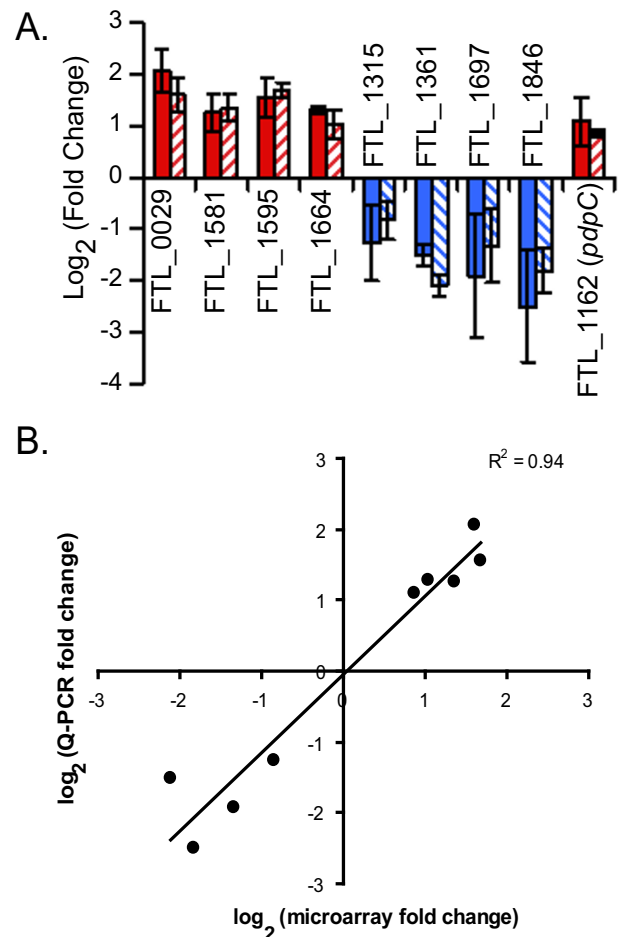 A.
Log2 (Fold Change)
3
2
1
0
-1
-2
-3
-4
FTL_0029
FTL_1581
FTL_1595
FTL_1664
FTL_1315
FTL_1361
FTL_1697
FTL_1846
FTL_1162 (pdpC)
B.
R2 = 0.94
log2 (Q-PCR fold change)
3
2
1
0
-1
-2
-3
-3
-2
-1
0
1
2
3
log2 (microarray fold change)